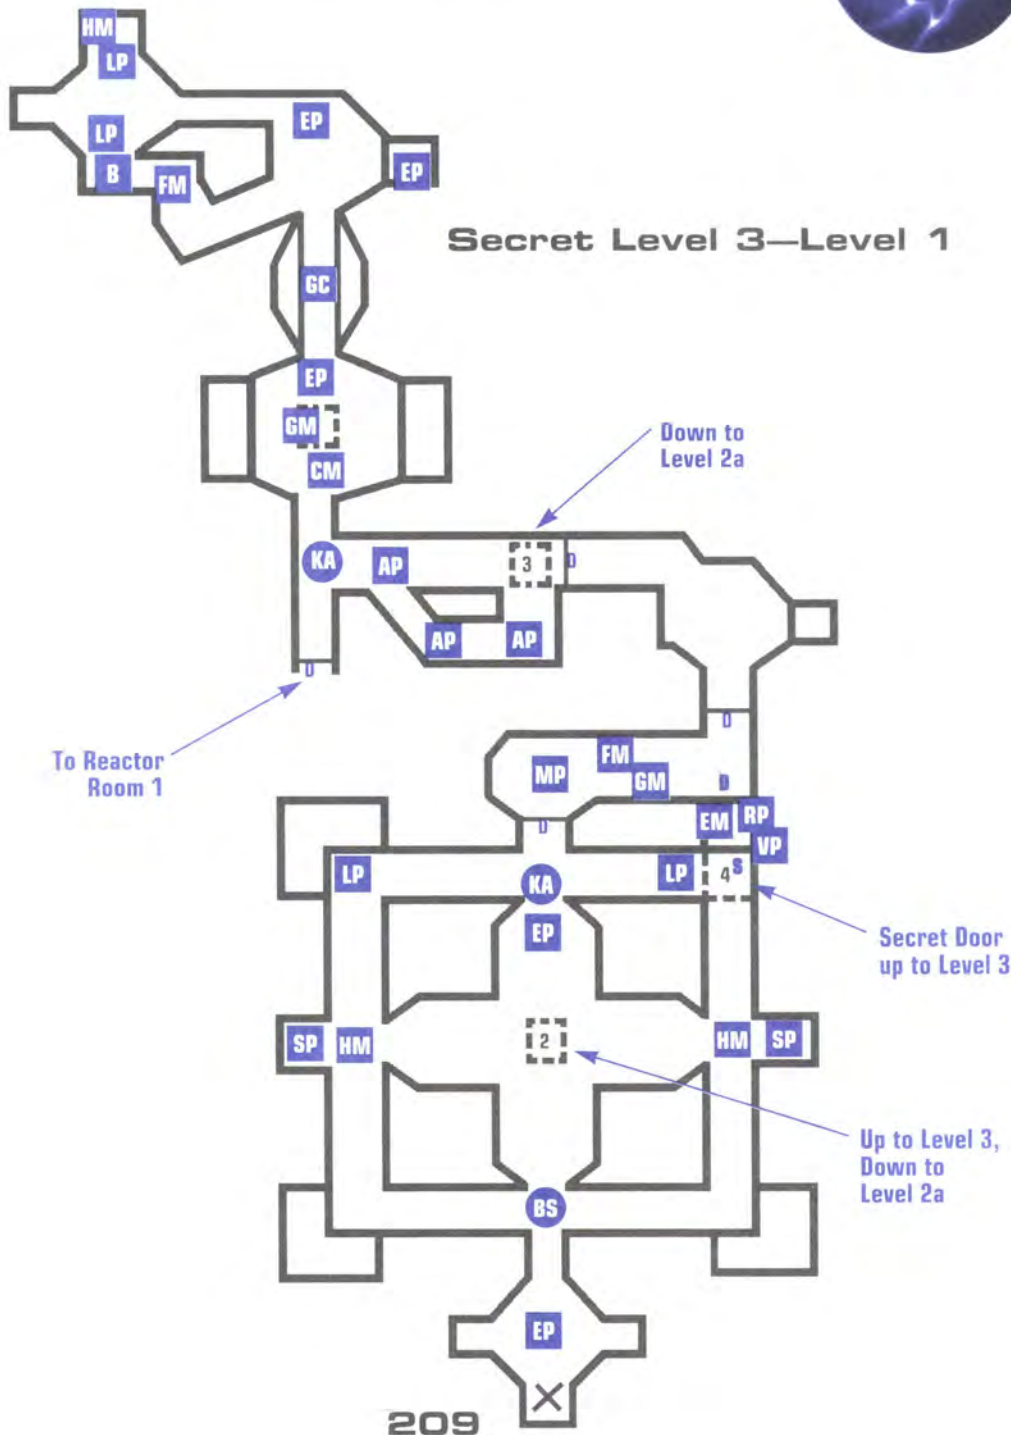 HM
LP
EP
LP
B
FM
EP
Secret Level 3—Level 1
GC
EP
GM
CM
Down to
Level 2a
KA
AP
3
D
AP
AP
D
To Reactor
Room 1
D
FM
MP
GM
D
EM
RP
D
VP
LP
KA
LP
4
S
EP
Secret Door
up to Level 3
SP
HM
2
HM
SP
Up to Level 3,
Down to
Level 2a
BS
EP
209